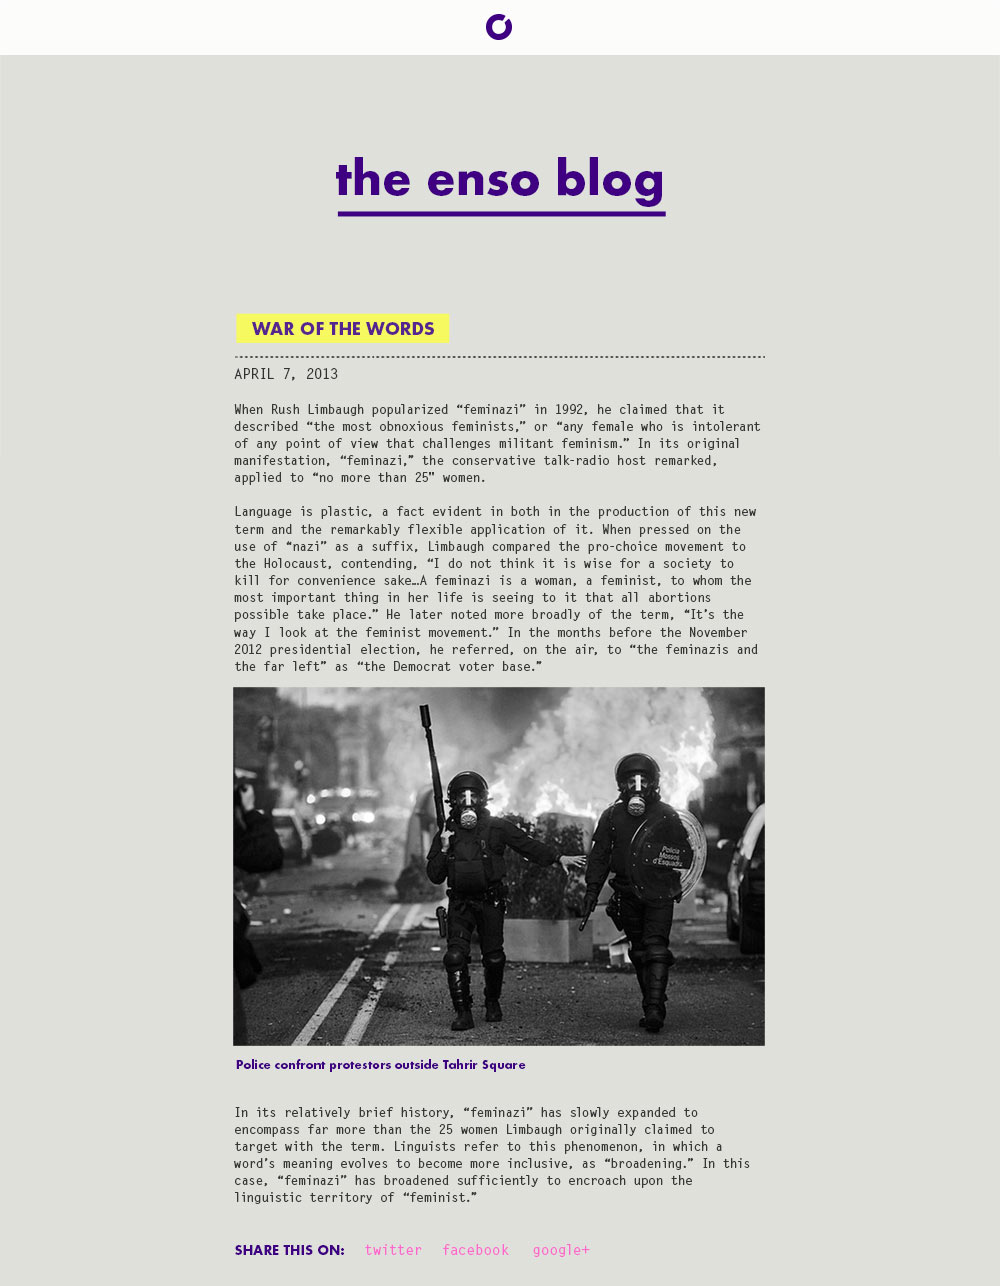 the enso blog
WAR OF THE WORDS
APRIL 7, 2013
When Rush Limbaugh popularized “feminazi” in 1992, he claimed that it
described “the most obnoxious feminists,” or “any female who is intolerant
of any point of view that challenges militant feminism.” In its original
manifestation, “feminazi,” the conservative talk-radio host remarked,
applied to “no more than 25" women.
Language is plastic, a fact evident in both in the production of this new
term and the remarkably flexible application of it. When pressed on the
use of “nazi” as a suffix, Limbaugh compared the pro-choice movement to
the Holocaust, contending, “I do not think it is wise for a society to
kill for convenience sake…A feminazi is a woman, a feminist, to whom the
most important thing in her life is seeing to it that all abortions
possible take place.” He later noted more broadly of the term, “It’s the
way I look at the feminist movement.” In the months before the November
2012 presidential election, he referred, on the air, to “the feminazis and
the far left” as “the Democrat voter base.”
Policia
Mossos
d'Esquadra
Police confront protestors outside Tahrir Square
In its relatively brief history, “feminazi” has slowly expanded to
encompass far more than the 25 women Limbaugh originally claimed to
target with the term. Linguists refer to this phenomenon, in which a
word’s meaning evolves to become more inclusive, as “broadening.” In this
case, “feminazi” has broadened sufficiently to encroach upon the
linguistic territory of “feminist.”
SHARE THIS ON: twitter facebook google+